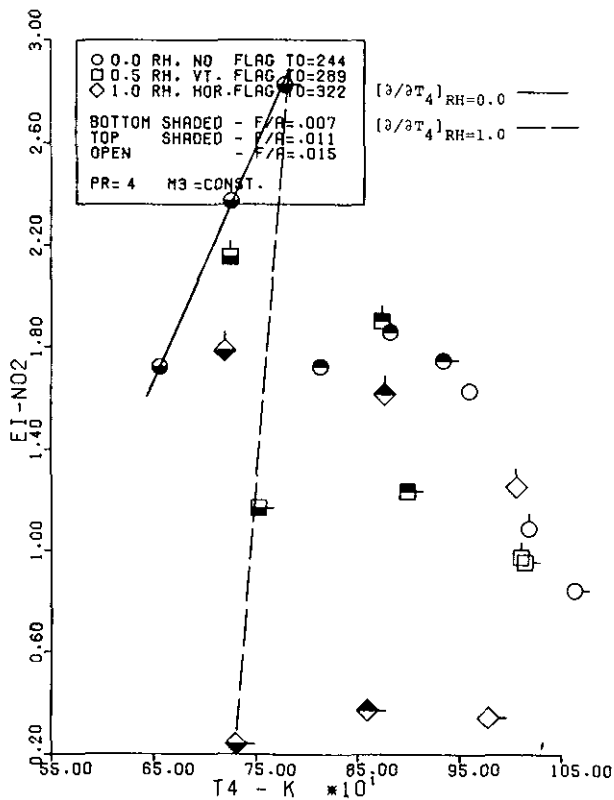 3.00
2.60
2.20
1.80
1.40
1.00
0.60
0.20
EI-NO2
0.0 RH. NO FLAG TO=244
0.5 RH. VT. FLAG TO=289
1.0 RH. HOR.FLAG TO=322
BOTTOM SHADED - F/A=.007
TOP SHADED - F/A=.011
OPEN - F/A=.015
PR= 4 M3 =CONST.
[∂/∂T4]RH=0.0
[∂/∂T4]RH=1.0
55.00 65.00 75.00 85.00 95.00 105.00
T4 - K *10¹